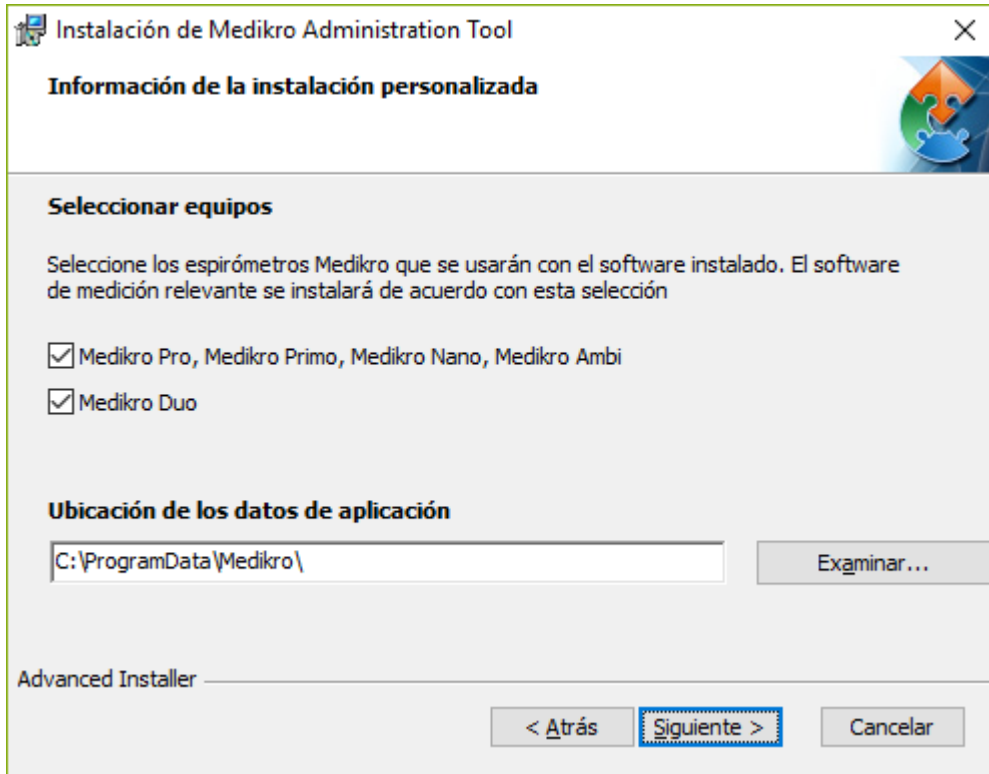 Instalación de Medikro Administration Tool
Información de la instalación personalizada
Seleccionar equipos
Seleccione los espirómetros Medikro que se usarán con el software instalado. El software
de medición relevante se instalará de acuerdo con esta selección
Medikro Pro, Medikro Primo, Medikro Nano, Medikro Ambi
Medikro Duo
Ubicación de los datos de aplicación
C:\ProgramData\Medikro\
Examinar...
Advanced Installer
< Atrás
Siguiente >
Cancelar